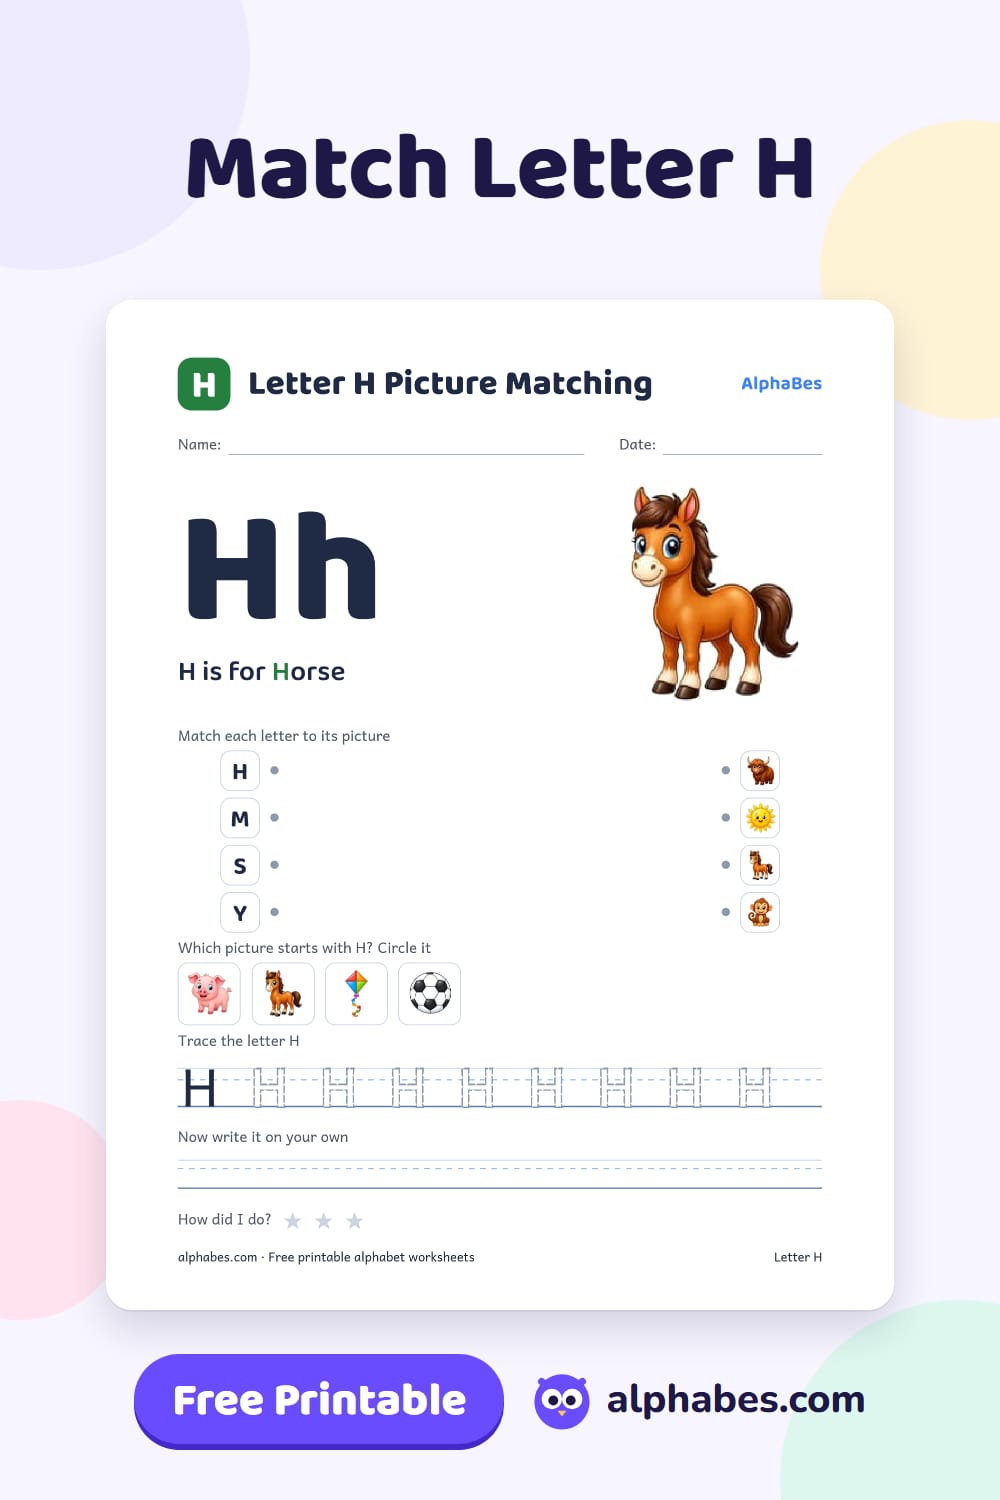 Match Letter H
H Letter H Picture Matching AlphaBes
Name: Date:
Hh
H is for Horse
Match each letter to its picture
H
M
S
Y
Which picture starts with H? Circle it
Trace the letter H
H H H H H H H H H
Now write it on your own
How did I do?
alphabes.com · Free printable alphabet worksheets Letter H
Free Printable alphabes.com